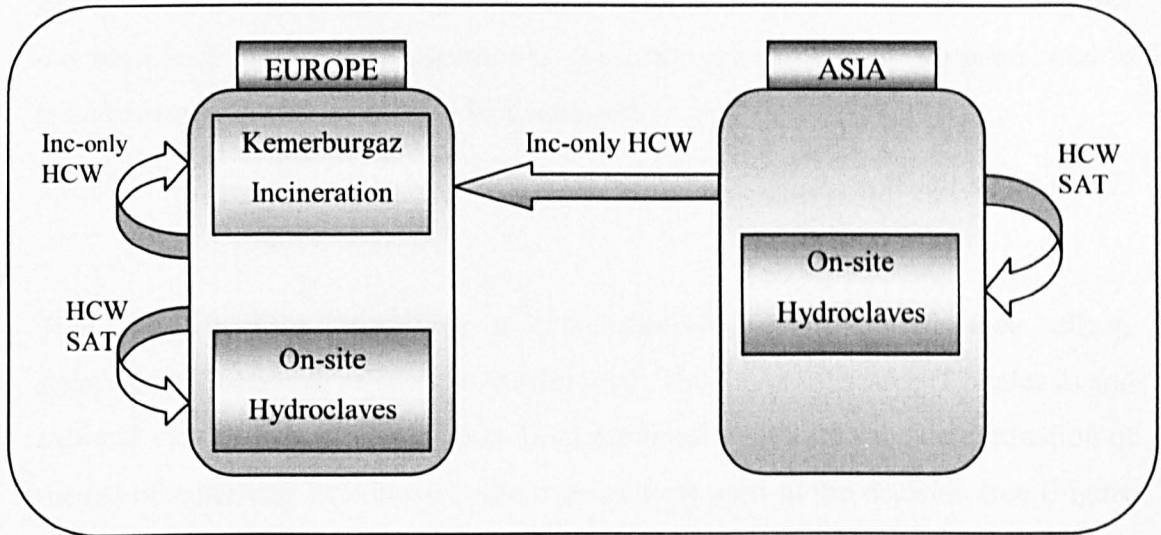 EUROPE
ASIA
Inc-only
HCW
Kemerburgaz
Incineration
Inc-only HCW
HCW
SAT
On-site
Hydroclaves
HCW
SAT
On-site
Hydroclaves